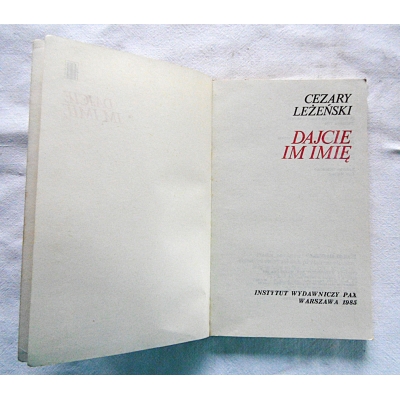 CEZARY
LEŻEŃSKI
DAJCIE
IM IMIĘ
INSTYTUT WYDAWNICZY PAX
WARSZAWA 1985